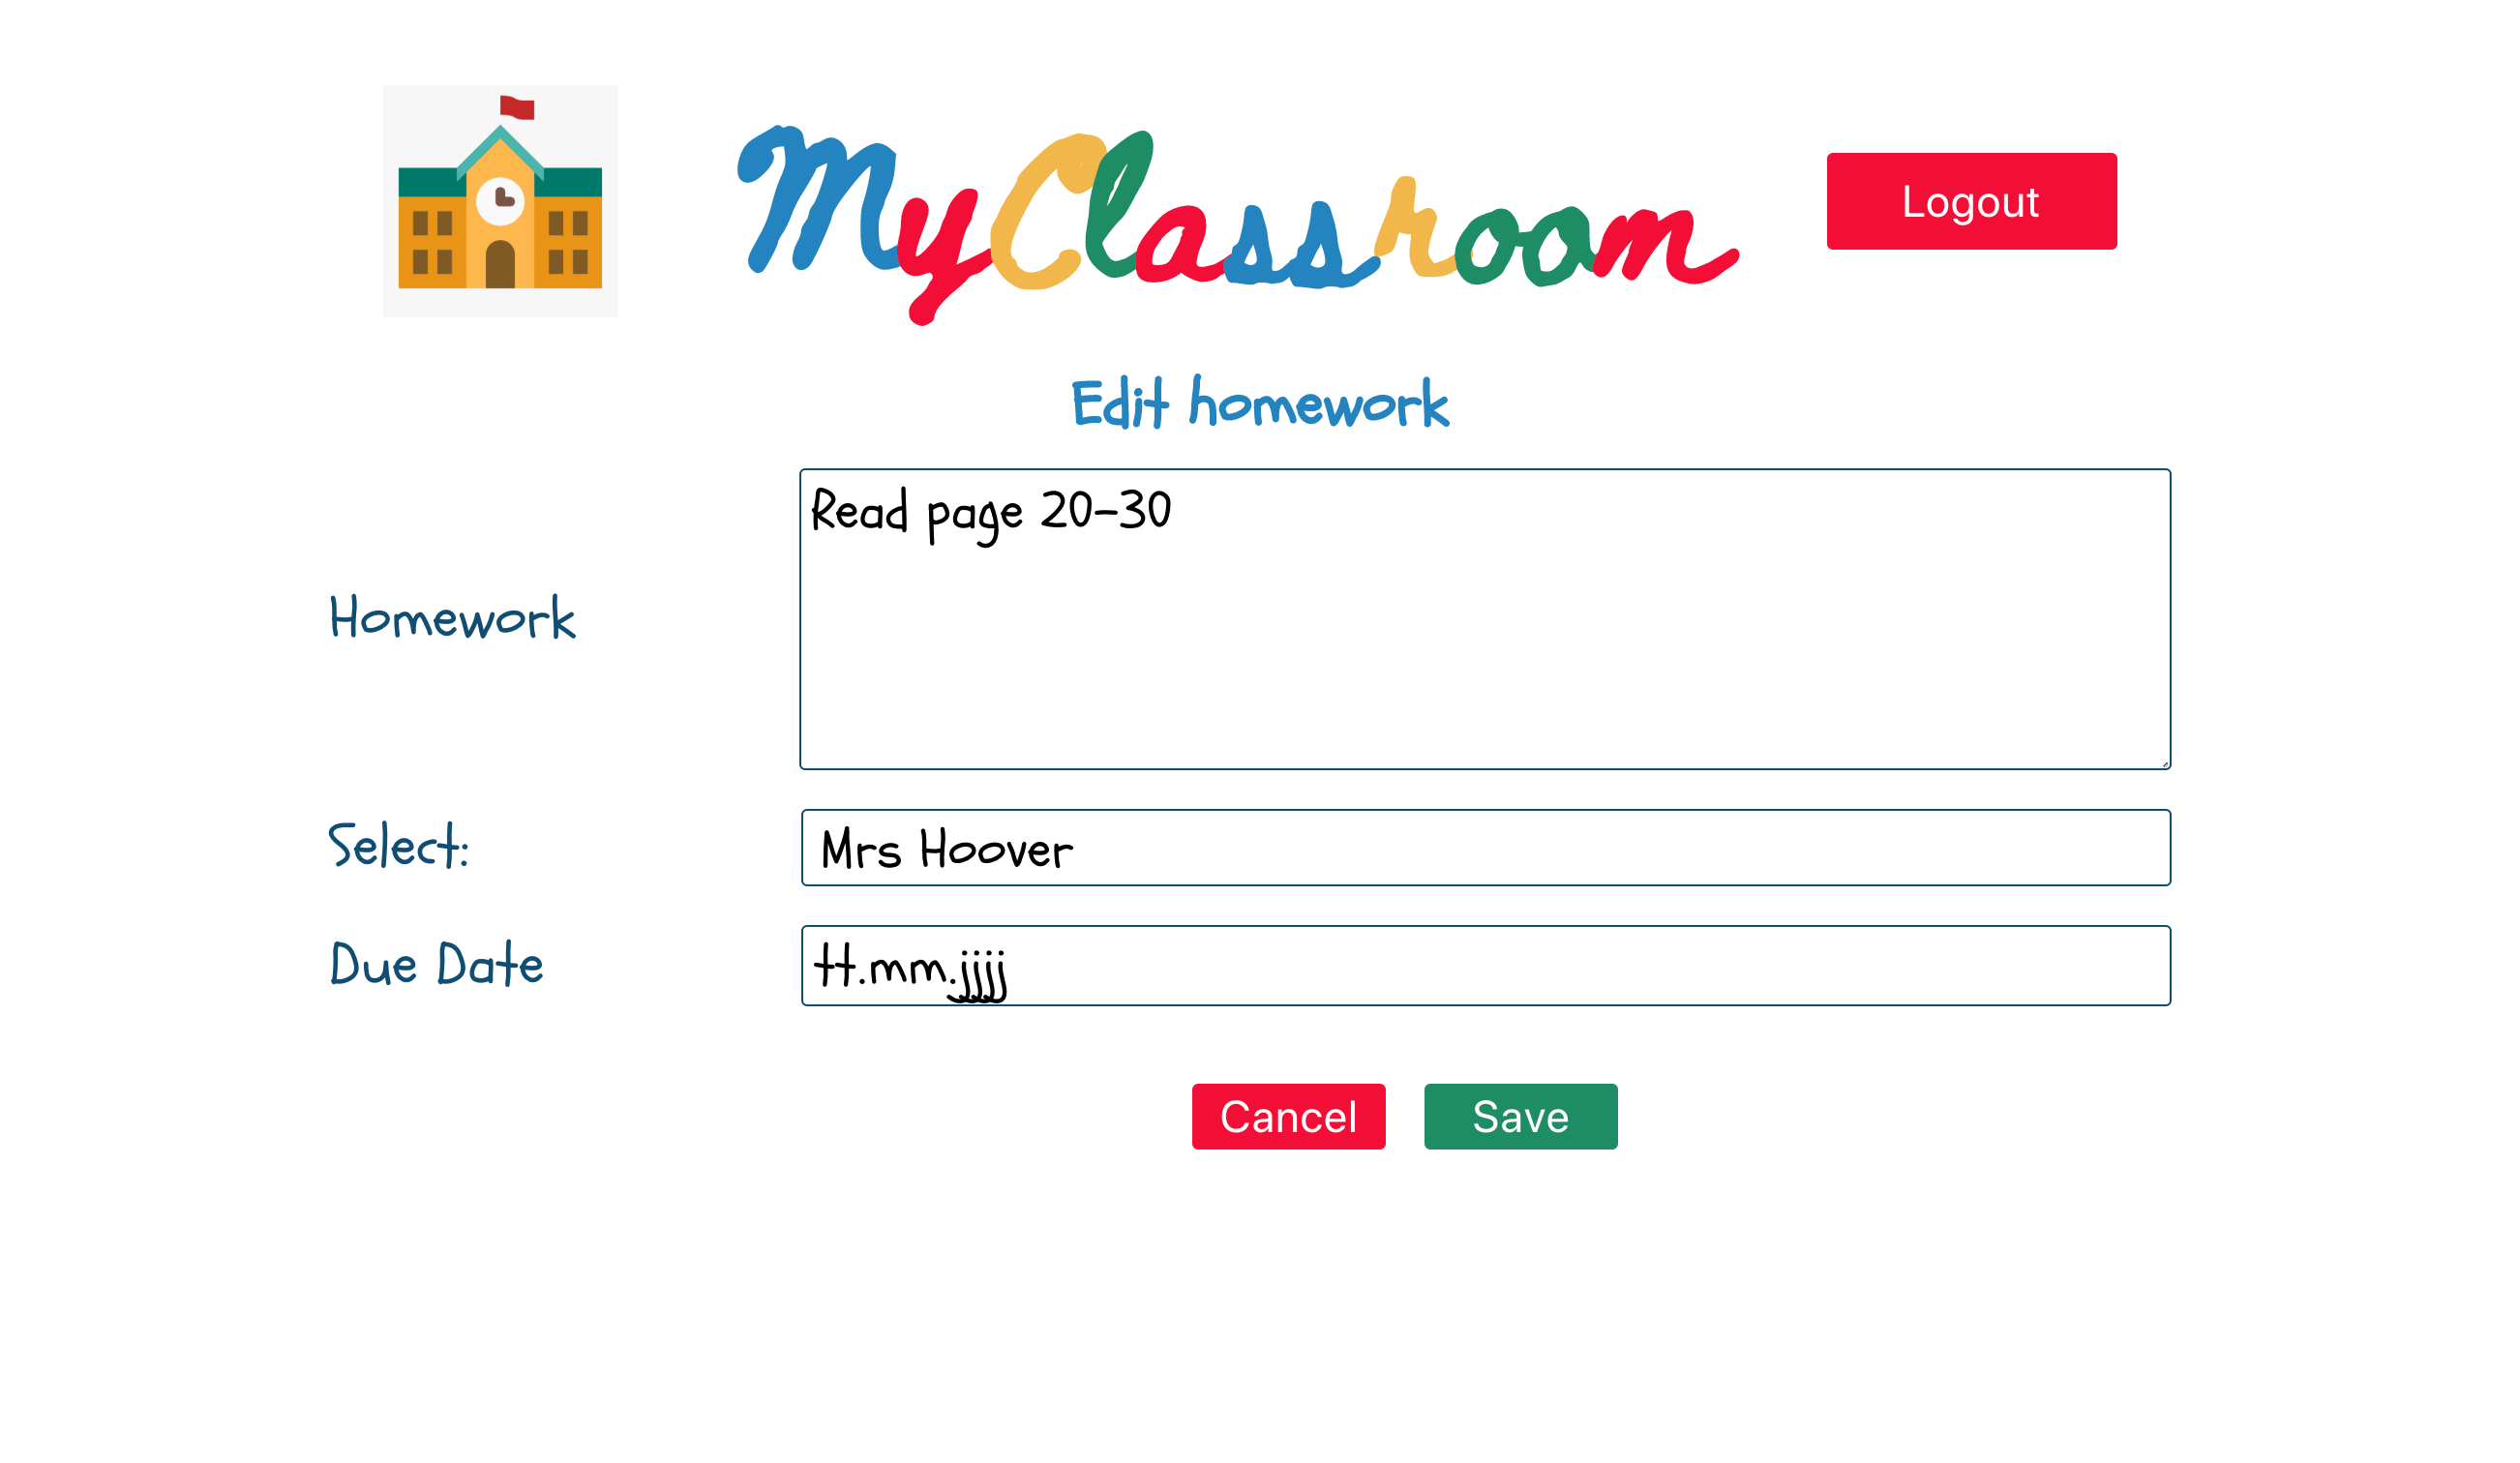 MyClassroom
Logout
Edit homework
Homework
Read page 20-30
Select:
Mrs Hoover
Due Date
tt.mm.jjjj
Cancel
Save